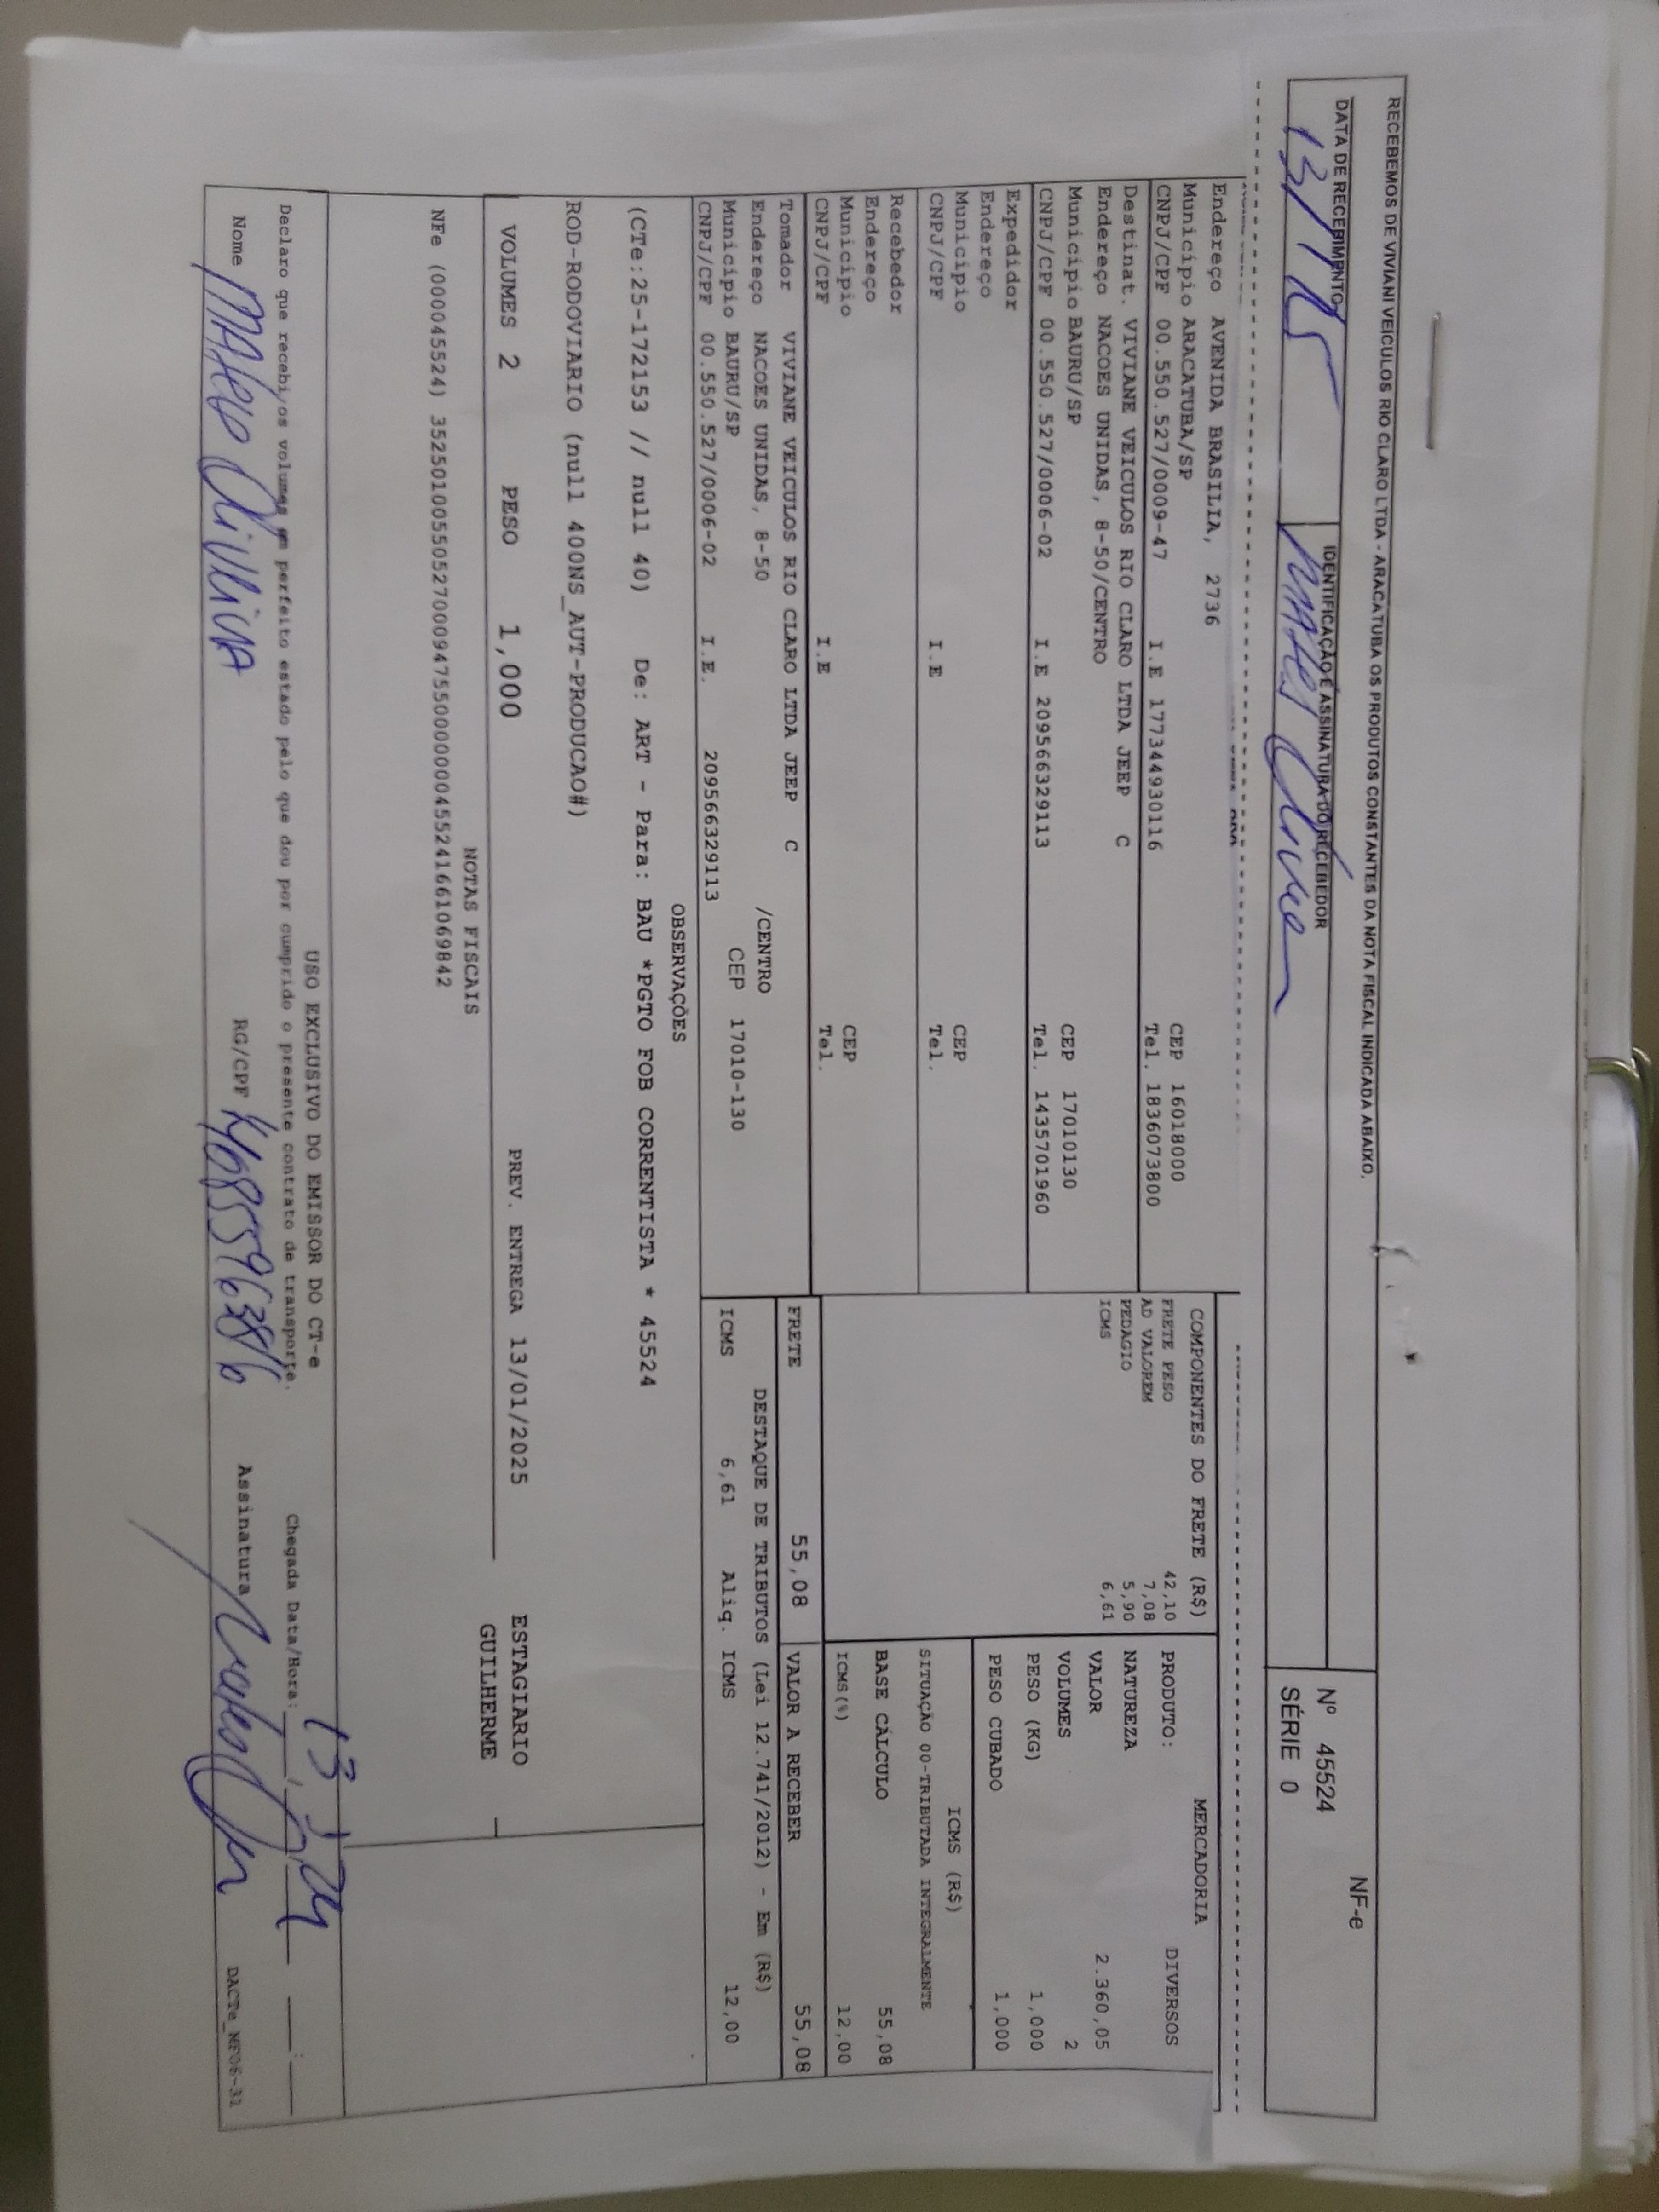 RECEBEMOS DE VIVIANI VEICULOS RIO CLARO LTDA - ARACATUBA OS PRODUTOS CONSTANTES DA NOTA FISCAL INDICADA ABAIXO.
DATA DE RECEBIMENTO
IDENTIFICAÇÃO E ASSINATURA DO RECEBEDOR
NF-e
Nº 45524
SÉRIE 0
Endereço AVENIDA BRASILIA, 2736
Município ARACATUBA/SP CEP 16018000
CNPJ/CPF 00.550.527/0009-47 I.E 177344930116 Tel. 1836073800
Destinat. VIVIANE VEICULOS RIO CLARO LTDA JEEP C
Endereço NACOES UNIDAS, 8-50/CENTRO
Município BAURU/SP CEP 17010130
CNPJ/CPF 00.550.527/0006-02 I.E 209566329113 Tel. 1435701960
Expedidor
Endereço
Município CEP
CNPJ/CPF I.E Tel.
Recebedor
Endereço
Município CEP
CNPJ/CPF I.E Tel.
Tomador VIVIANE VEICULOS RIO CLARO LTDA JEEP C
Endereço NACOES UNIDAS, 8-50 /CENTRO
Município BAURU/SP CEP 17010-130
CNPJ/CPF 00.550.527/0006-02 I.E. 209566329113
COMPONENTES DO FRETE (R$)
FRETE PESO 42,10
AD VALOREM 7,08
PEDAGIO 5,90
ICMS 6,61
MERCADORIA
PRODUTO: DIVERSOS
NATUREZA
VALOR 2.360,05
VOLUMES 2
PESO (KG) 1,000
PESO CUBADO 1,000
ICMS (R$)
SITUAÇÃO 00-TRIBUTADA INTEGRALMENTE
BASE CÁLCULO 55,08
ICMS(%) 12,00
FRETE 55,08 VALOR A RECEBER 55,08
DESTAQUE DE TRIBUTOS (Lei 12.741/2012) - Em (R$)
ICMS 6,61 Aliq. ICMS 12,00
OBSERVAÇÕES
(CTe:25-172153 // null 40) De: ART - Para: BAU *PGTO FOB CORRENTISTA * 45524
ROD-RODOVIARIO (null 400NS_AUT-PRODUCAO#)
VOLUMES 2 PESO 1,000 PREV. ENTREGA 13/01/2025 ESTAGIARIO
GUILHERME
NOTAS FISCAIS
NFe (000045524) 35250100550527000947550000000455241661069842
USO EXCLUSIVO DO EMISSOR DO CT-e
Declaro que recebi os volumes em perfeito estado pelo que dou por cumprido o presente contrato de transporte. Chegada Data/Hora:
Nome RG/CPF Assinatura
DACTe_MF06-31